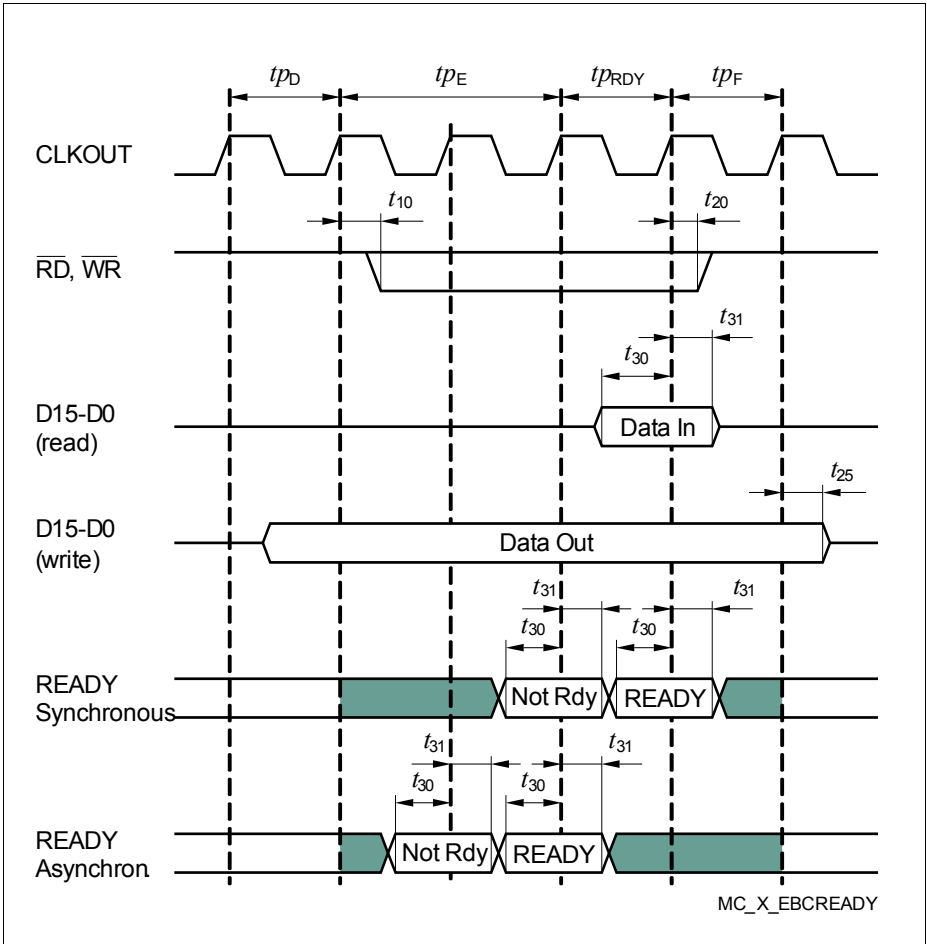 tpD tpE tpRDY tpF
CLKOUT
t10 t20
RD, WR
t31
t30
D15-D0
(read)
Data In
t25
D15-D0
(write)
Data Out
t31 t31
t30 t30
READY
Synchronous
Not Rdy READY
t31 t31
t30 t30
READY
Asynchron.
Not Rdy READY
MC_X_EBCREADY